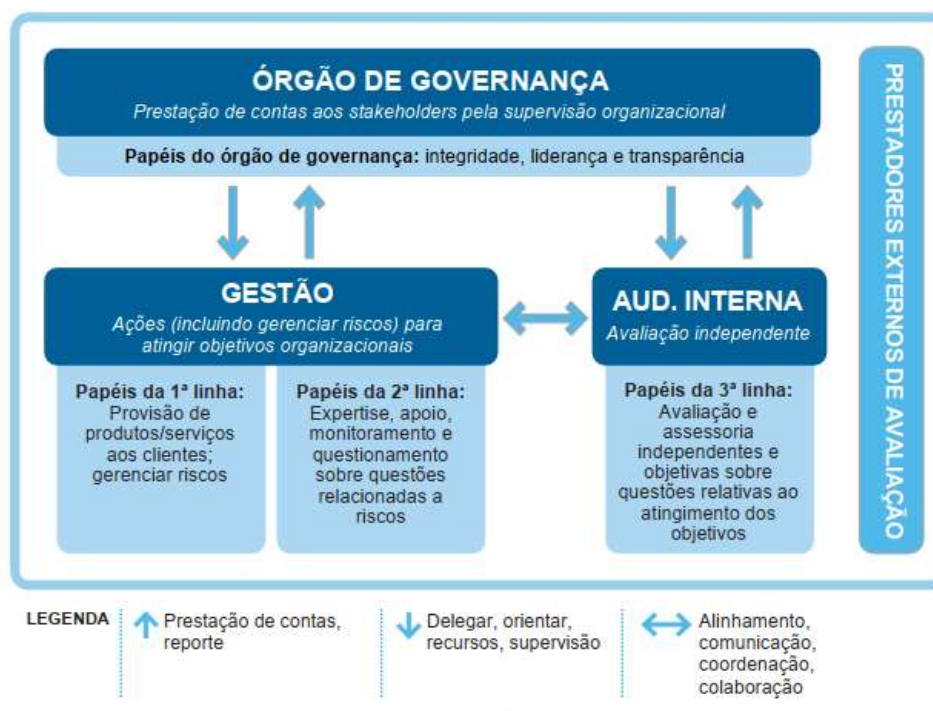 ÓRGÃO DE GOVERNANÇA
Prestação de contas aos stakeholders pela supervisão organizacional
Papéis do órgão de governança: integridade, liderança e transparência
GESTÃO
Ações (incluindo gerenciar riscos) para
atingir objetivos organizacionais
Papéis da 1ª linha:
Provisão de
produtos/serviços
aos clientes;
gerenciar riscos
Papéis da 2ª linha:
Expertise, apoio,
monitoramento e
questionamento
sobre questões
relacionadas a
riscos
AUD. INTERNA
Avaliação independente
Papéis da 3ª linha:
Avaliação e
assessoria
independentes e
objetivas sobre
questões relativas ao
atingimento dos
objetivos
PRESTADORES EXTERNOS DE AVALIAÇÃO
LEGENDA
Prestação de contas,
reporte
Delegar, orientar,
recursos, supervisão
Alinhamento,
comunicação,
coordenação,
colaboração